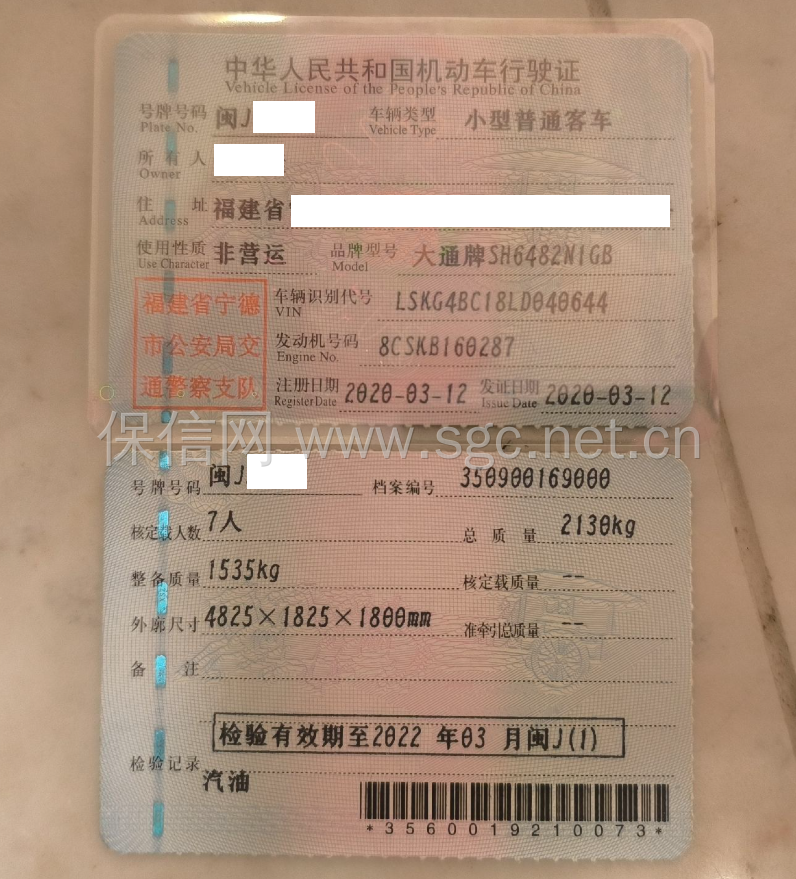 中华人民共和国机动车行驶证
Vehicle License of the People's Republic of China
号牌号码 闽J 车辆类型 小型普通客车
Plate No. Vehicle Type
所有人
Owner
住址 福建省
Address
使用性质 非营运 品牌型号 大通牌SH6482N1GB
Use Character Model
福建省宁德
市公安局交
通警察支队
车辆识别代号 LSKG4BC18LD040644
VIN
发动机号码 8CSKB160287
Engine No.
注册日期 2020-03-12 发证日期 2020-03-12
Register Date Issue Date
保信网 www.sgc.net.cn
号牌号码 闽J 档案编号 350900169000
核定载人数 7人 总质量 2130kg
整备质量 1535kg 核定载质量 --
外廓尺寸 4825×1825×1800mm 准牵引总质量 --
备注
检验有效期至2022 年03 月闽J(1)
检验记录
汽油
*3560019210073*